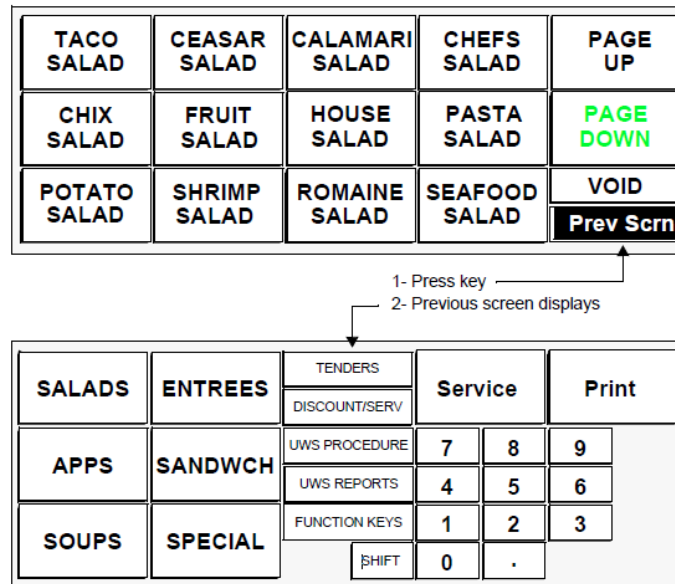 TACO SALAD
CEASAR SALAD
CALAMARI SALAD
CHEFS SALAD
PAGE UP
CHIX SALAD
FRUIT SALAD
HOUSE SALAD
PASTA SALAD
PAGE DOWN
POTATO SALAD
SHRIMP SALAD
ROMAINE SALAD
SEAFOOD SALAD
VOID
Prev Scrn
1- Press key
2- Previous screen displays
SALADS
ENTREES
TENDERS
DISCOUNT/SERV
Service
Print
APPS
SANDWCH
UWS PROCEDURE
7 8 9
UWS REPORTS
4 5 6
SOUPS
SPECIAL
FUNCTION KEYS
1 2 3
SHIFT
0 .